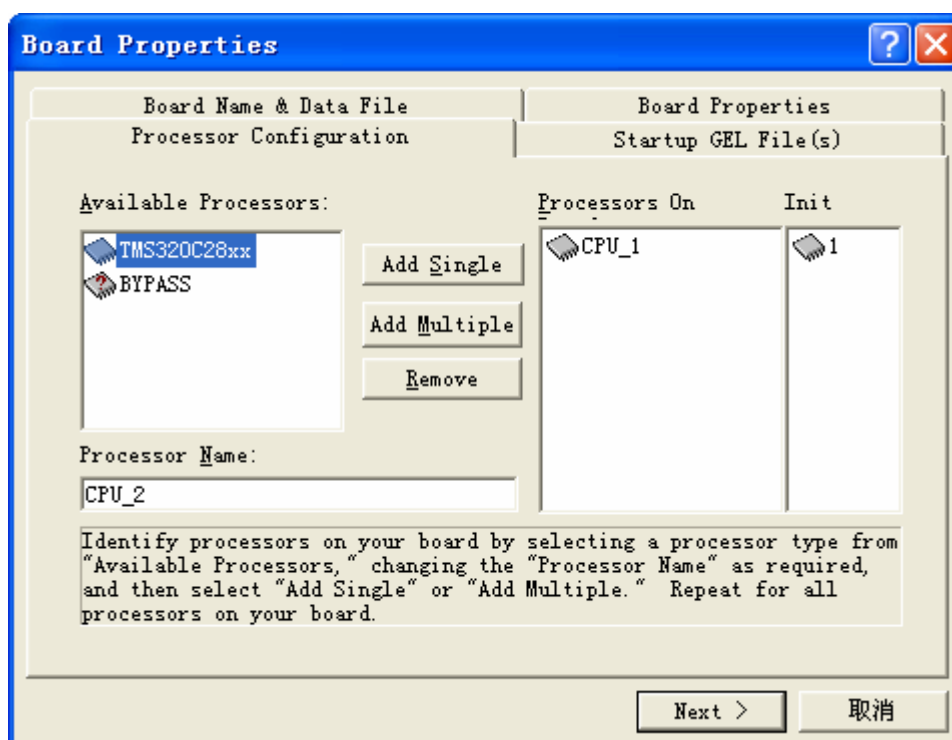 Board Properties
Board Name & Data File
Board Properties
Processor Configuration
Startup GEL File(s)
Available Processors:
TMS320C28xx
BYPASS
Add Single
Add Multiple
Remove
Processors On
CPU_1
Init
1
Processor Name:
CPU_2
Identify processors on your board by selecting a processor type from
"Available Processors," changing the "Processor Name" as required,
and then select "Add Single" or "Add Multiple."  Repeat for all
processors on your board.
Next >
取消